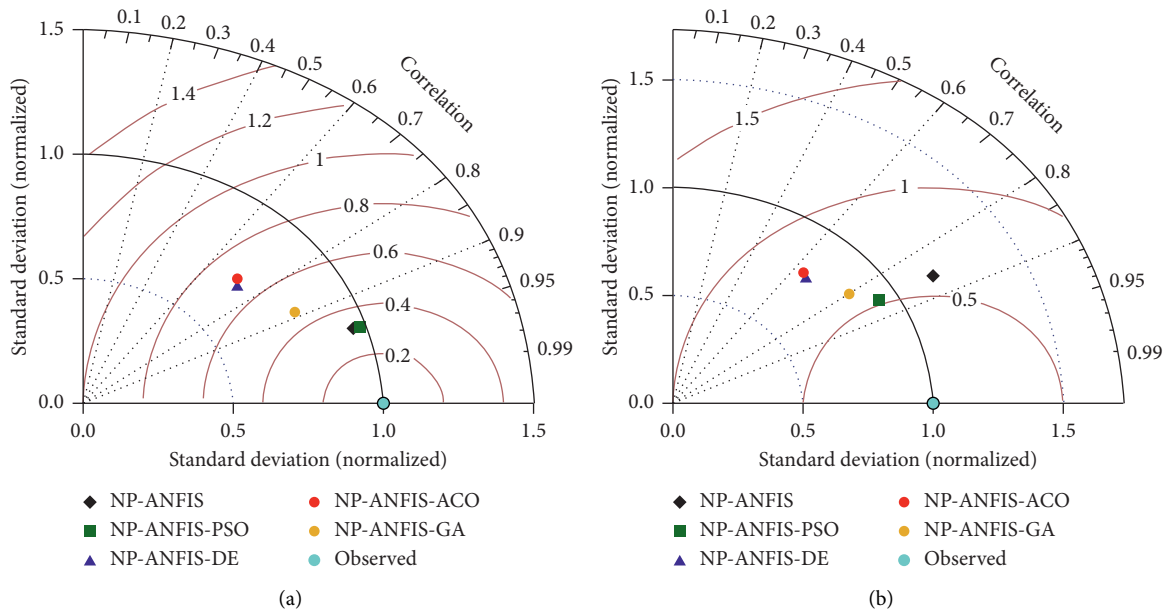 1.5
1.0
0.5
0.0
Standard deviation (normalized)
0.1
0.2
0.3
0.4
0.5
0.6
0.7
0.8
0.9
0.95
0.99
Correlation
1.4
1.2
1
0.8
0.6
0.4
0.2
0.0 0.5 1.0 1.5
Standard deviation (normalized)
NP-ANFIS NP-ANFIS-ACO
NP-ANFIS-PSO NP-ANFIS-GA
NP-ANFIS-DE Observed
(a)
1.5
1.0
0.5
0.0
Standard deviation (normalized)
0.1
0.2
0.3
0.4
0.5
0.6
0.7
0.8
0.9
0.95
0.99
Correlation
1.5
1
0.5
0.0 0.5 1.0 1.5
Standard deviation (normalized)
NP-ANFIS NP-ANFIS-ACO
NP-ANFIS-PSO NP-ANFIS-GA
NP-ANFIS-DE Observed
(b)